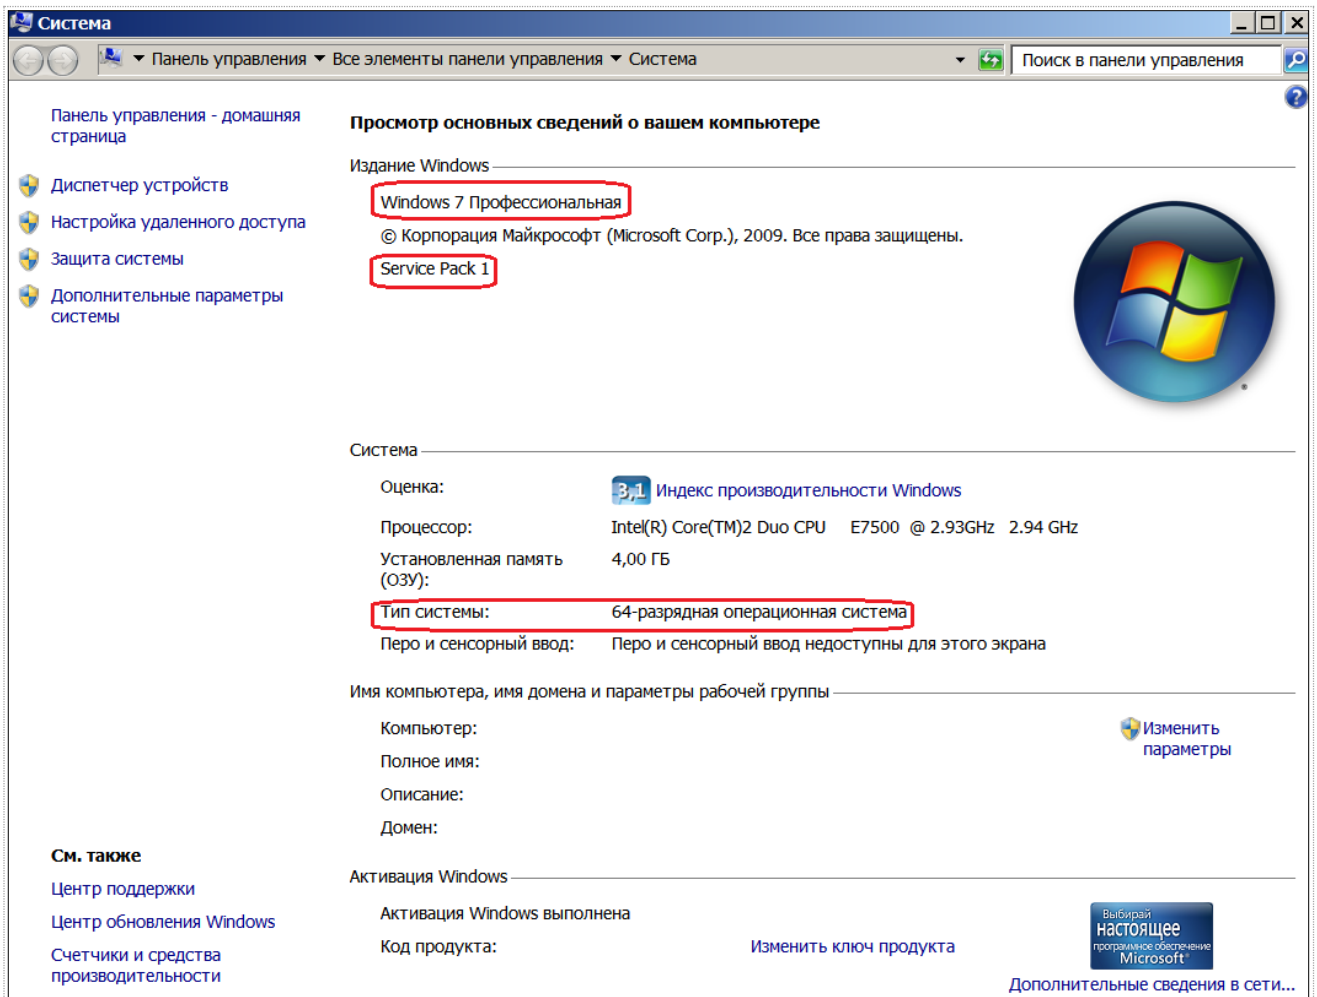 Система
Панель управления Все элементы панели управления Система
Поиск в панели управления
Панель управления - домашняя
страница
Диспетчер устройств
Настройка удаленного доступа
Защита системы
Дополнительные параметры
системы
Просмотр основных сведений о вашем компьютере
Издание Windows
Windows 7 Профессиональная
© Корпорация Майкрософт (Microsoft Corp.), 2009. Все права защищены.
Service Pack 1
Система
Оценка: 3,1 Индекс производительности Windows
Процессор: Intel(R) Core(TM)2 Duo CPU E7500 @ 2.93GHz 2.94 GHz
Установленная память
(ОЗУ):
4,00 ГБ
Тип системы: 64-разрядная операционная система
Перо и сенсорный ввод: Перо и сенсорный ввод недоступны для этого экрана
Имя компьютера, имя домена и параметры рабочей группы
Компьютер:
Полное имя:
Описание:
Домен:
Изменить
параметры
Активация Windows
Активация Windows выполнена
Код продукта: Изменить ключ продукта
Выбирай
настоящее
программное обеспечение
Microsoft
Дополнительные сведения в сети...
См. также
Центр поддержки
Центр обновления Windows
Счетчики и средства
производительности